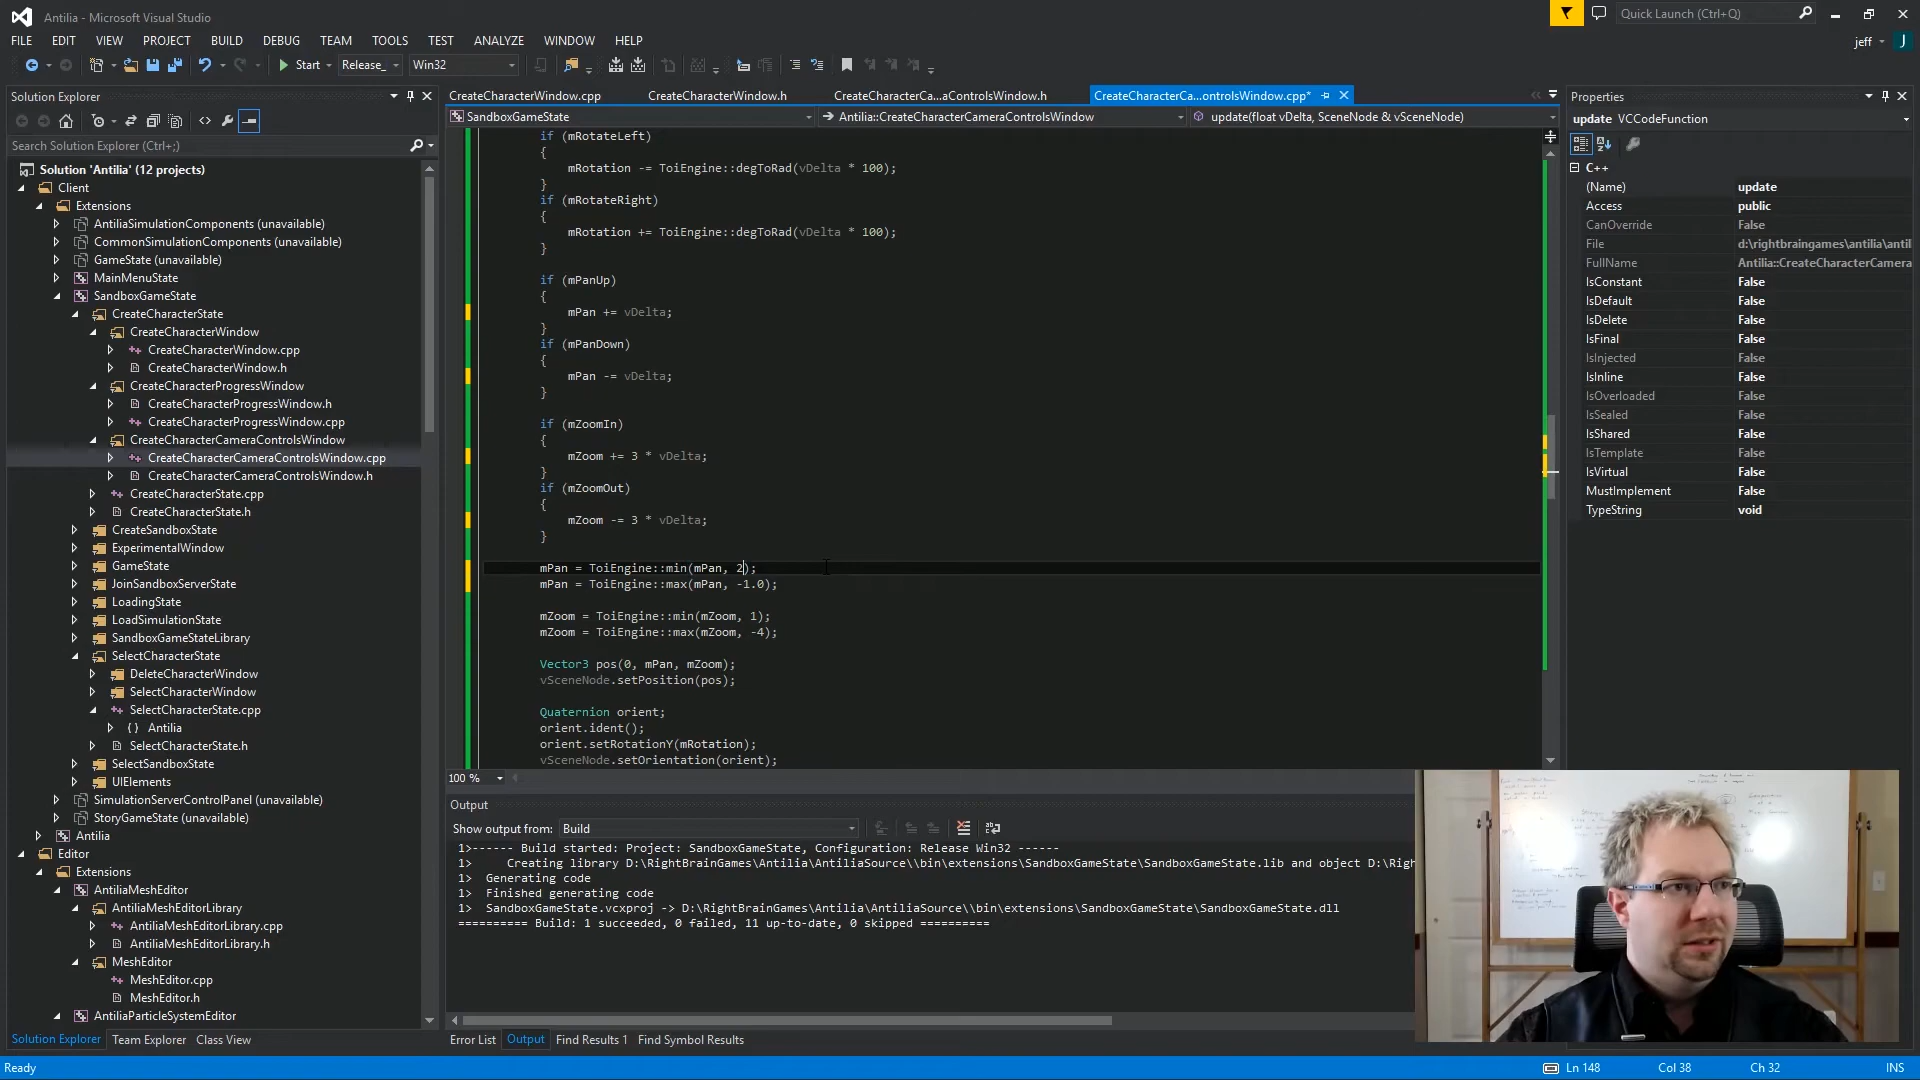 Antilia - Microsoft Visual Studio
Quick Launch (Ctrl+Q)
FILE EDIT VIEW PROJECT BUILD DEBUG TEAM TOOLS TEST ANALYZE WINDOW HELP
jeff J
Start Release_ Win32
Solution Explorer
CreateCharacterWindow.cpp CreateCharacterWindow.h CreateCharacterCa...aControlsWindow.h CreateCharacterCa...ontrolsWindow.cpp*
SandboxGameState Antilia::CreateCharacterCameraControlsWindow update(float vDelta, SceneNode & vSceneNode)
Search Solution Explorer (Ctrl+;)
Solution 'Antilia' (12 projects)
Client
Extensions
AntiliaSimulationComponents (unavailable)
CommonSimulationComponents (unavailable)
GameState (unavailable)
MainMenuState
SandboxGameState
CreateCharacterState
CreateCharacterWindow
CreateCharacterWindow.cpp
CreateCharacterWindow.h
CreateCharacterProgressWindow
CreateCharacterProgressWindow.h
CreateCharacterProgressWindow.cpp
CreateCharacterCameraControlsWindow
CreateCharacterCameraControlsWindow.cpp
CreateCharacterCameraControlsWindow.h
CreateCharacterState.cpp
CreateCharacterState.h
CreateSandboxState
ExperimentalWindow
GameState
JoinSandboxServerState
LoadingState
LoadSimulationState
SandboxGameStateLibrary
SelectCharacterState
DeleteCharacterWindow
SelectCharacterWindow
SelectCharacterState.cpp
{ } Antilia
SelectCharacterState.h
SelectSandboxState
UIElements
SimulationServerControlPanel (unavailable)
StoryGameState (unavailable)
Antilia
Editor
Extensions
AntiliaMeshEditor
AntiliaMeshEditorLibrary
AntiliaMeshEditorLibrary.cpp
AntiliaMeshEditorLibrary.h
MeshEditor
MeshEditor.cpp
MeshEditor.h
AntiliaParticleSystemEditor
Solution Explorer Team Explorer Class View
if (mRotateLeft)
{
mRotation -= ToiEngine::degToRad(vDelta * 100);
}
if (mRotateRight)
{
mRotation += ToiEngine::degToRad(vDelta * 100);
}
if (mPanUp)
{
mPan += vDelta;
}
if (mPanDown)
{
mPan -= vDelta;
}
if (mZoomIn)
{
mZoom += 3 * vDelta;
}
if (mZoomOut)
{
mZoom -= 3 * vDelta;
}
mPan = ToiEngine::min(mPan, 2);
mPan = ToiEngine::max(mPan, -1.0);
mZoom = ToiEngine::min(mZoom, 1);
mZoom = ToiEngine::max(mZoom, -4);
Vector3 pos(0, mPan, mZoom);
vSceneNode.setPosition(pos);
Quaternion orient;
orient.ident();
orient.setRotationY(mRotation);
vSceneNode.setOrientation(orient);
100 %
Output
Show output from: Build
1>------ Build started: Project: SandboxGameState, Configuration: Release Win32 ------
1> Creating library D:\RightBrainGames\Antilia\AntiliaSource\\bin\extensions\SandboxGameState\SandboxGameState.lib and object D:\Righ
1> Generating code
1> Finished generating code
1> SandboxGameState.vcxproj -> D:\RightBrainGames\Antilia\AntiliaSource\\bin\extensions\SandboxGameState\SandboxGameState.dll
========== Build: 1 succeeded, 0 failed, 11 up-to-date, 0 skipped ==========
Error List Output Find Results 1 Find Symbol Results
Properties
update VCCodeFunction
C++
(Name) update
Access public
CanOverride False
File d:\rightbraingames\antilia\antil
FullName Antilia::CreateCharacterCamera
IsConstant False
IsDefault False
IsDelete False
IsFinal False
IsInjected False
IsInline False
IsOverloaded False
IsSealed False
IsShared False
IsTemplate False
IsVirtual False
MustImplement False
TypeString void
Ready Ln 148 Col 38 Ch 32 INS